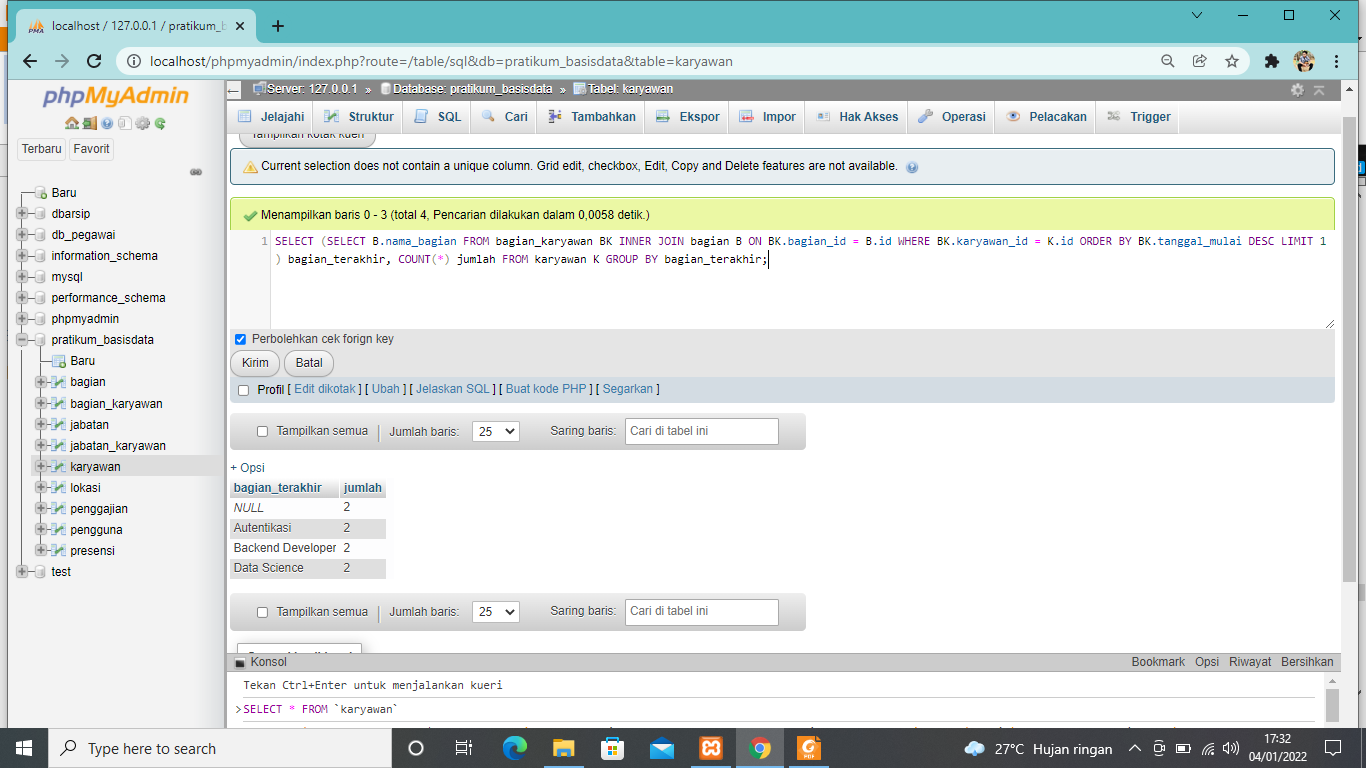 localhost / 127.0.0.1 / pratikum_b
localhost/phpmyadmin/index.php?route=/table/sql&db=pratikum_basisdata&table=karyawan
phpMyAdmin
Terbaru Favorit
Baru
dbarsip
db_pegawai
information_schema
mysql
performance_schema
phpmyadmin
pratikum_basisdata
Baru
bagian
bagian_karyawan
jabatan
jabatan_karyawan
karyawan
lokasi
penggajian
pengguna
presensi
test
Server: 127.0.0.1 » Database: pratikum_basisdata » Tabel: karyawan
Jelajahi Struktur SQL Cari Tambahkan Ekspor Impor Hak Akses Operasi Pelacakan Trigger
Tampilkan kotak kueri
Current selection does not contain a unique column. Grid edit, checkbox, Edit, Copy and Delete features are not available.
Menampilkan baris 0 - 3 (total 4, Pencarian dilakukan dalam 0,0058 detik.)
1 SELECT (SELECT B.nama_bagian FROM bagian_karyawan BK INNER JOIN bagian B ON BK.bagian_id = B.id WHERE BK.karyawan_id = K.id ORDER BY BK.tanggal_mulai DESC LIMIT 1
) bagian_terakhir, COUNT(*) jumlah FROM karyawan K GROUP BY bagian_terakhir;
Perbolehkan cek forign key
Kirim Batal
Profil [ Edit dikotak ] [ Ubah ] [ Jelaskan SQL ] [ Buat kode PHP ] [ Segarkan ]
Tampilkan semua Jumlah baris: 25 Saring baris: Cari di tabel ini
+ Opsi
bagian_terakhir jumlah
NULL 2
Autentikasi 2
Backend Developer 2
Data Science 2
Tampilkan semua Jumlah baris: 25 Saring baris: Cari di tabel ini
Konsol Bookmark Opsi Riwayat Bersihkan
Tekan Ctrl+Enter untuk menjalankan kueri
>SELECT * FROM `karyawan`
Type here to search
27°C Hujan ringan
17:32
04/01/2022